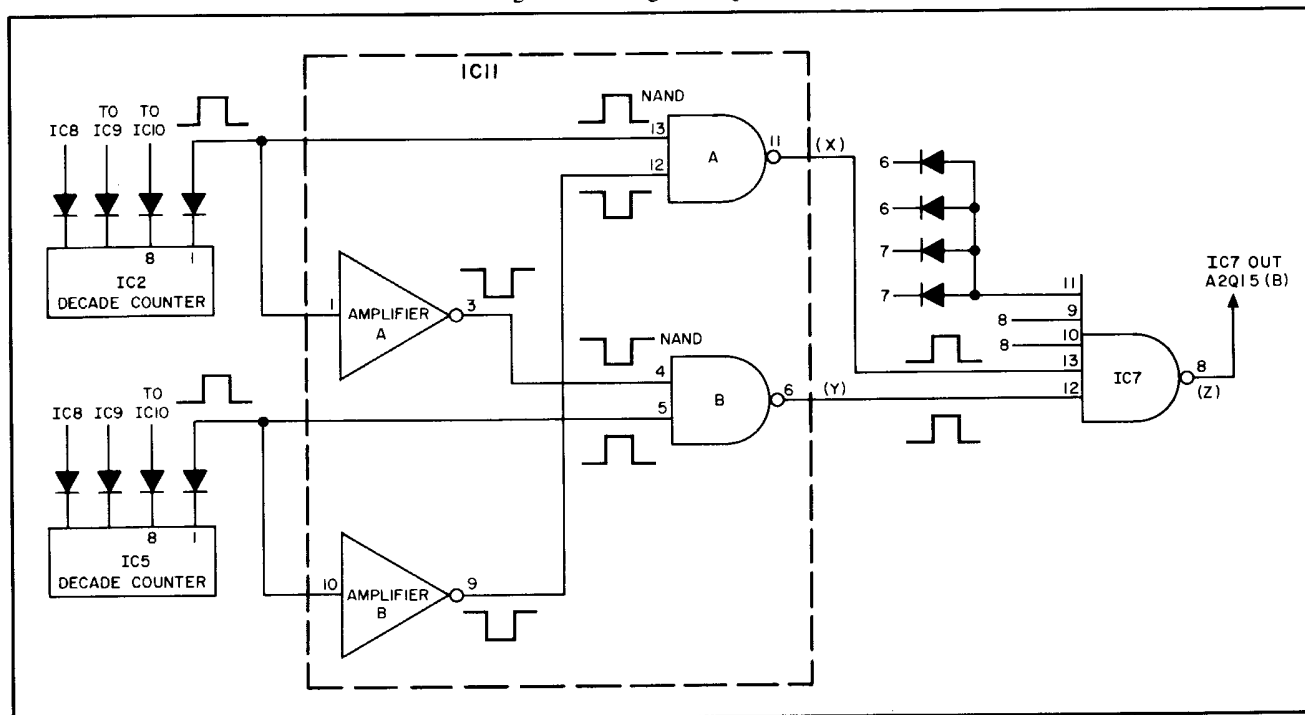 IC11
IC8
TO IC9
TO IC10
8
1
IC2
DECADE COUNTER
13
NAND
12
A
11
(X)
1
AMPLIFIER
A
3
6
6
7
7
11
9
8
10
8
13
12
IC7
8
(Z)
IC7 OUT
A2Q15 (B)
4
NAND
5
B
6
(Y)
IC8
IC9
TO
IC10
8
1
IC5
DECADE COUNTER
10
AMPLIFIER
B
9